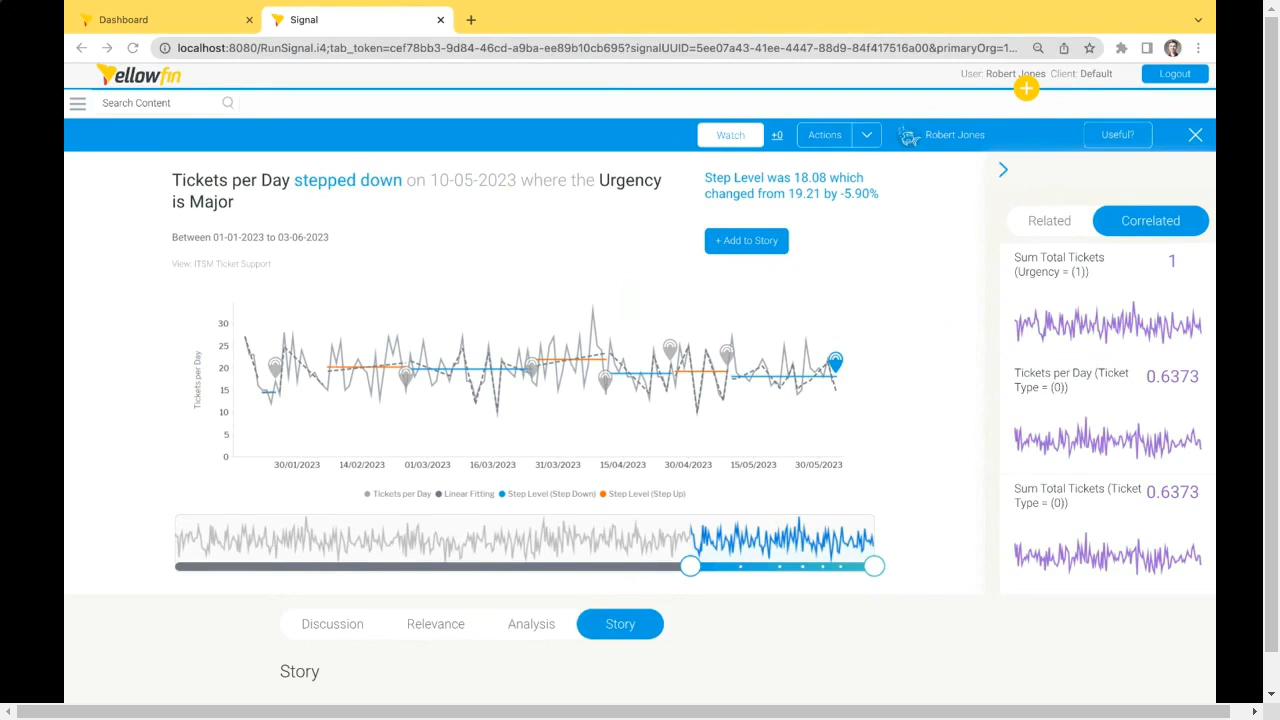 Dashboard
Signal
localhost:8080/RunSignal.i4;tab_token=cef78bb3-9d84-46cd-a9ba-ee89b10cb695?signalUUID=5ee07a43-41ee-4447-88d9-84f417516a00&primaryOrg=1...
Yellowfin
User: Robert Jones Client: Default
Logout
Search Content
Watch
+0
Actions
Robert Jones
Useful?
Tickets per Day stepped down on 10-05-2023 where the Urgency
is Major
Step Level was 18.08 which
changed from 19.21 by -5.90%
Between 01-01-2023 to 03-06-2023
+ Add to Story
View: ITSM Ticket Support
Related
Correlated
Sum Total Tickets
(Urgency = (1))
1
Tickets per Day (Ticket
Type = (0))
0.6373
Sum Total Tickets (Ticket
Type = (0))
0.6373
Tickets per Day
30
25
20
15
10
5
0
30/01/2023
14/02/2023
01/03/2023
16/03/2023
31/03/2023
15/04/2023
30/04/2023
15/05/2023
30/05/2023
Tickets per Day
Linear Fitting
Step Level (Step Down)
Step Level (Step Up)
Discussion
Relevance
Analysis
Story
Story